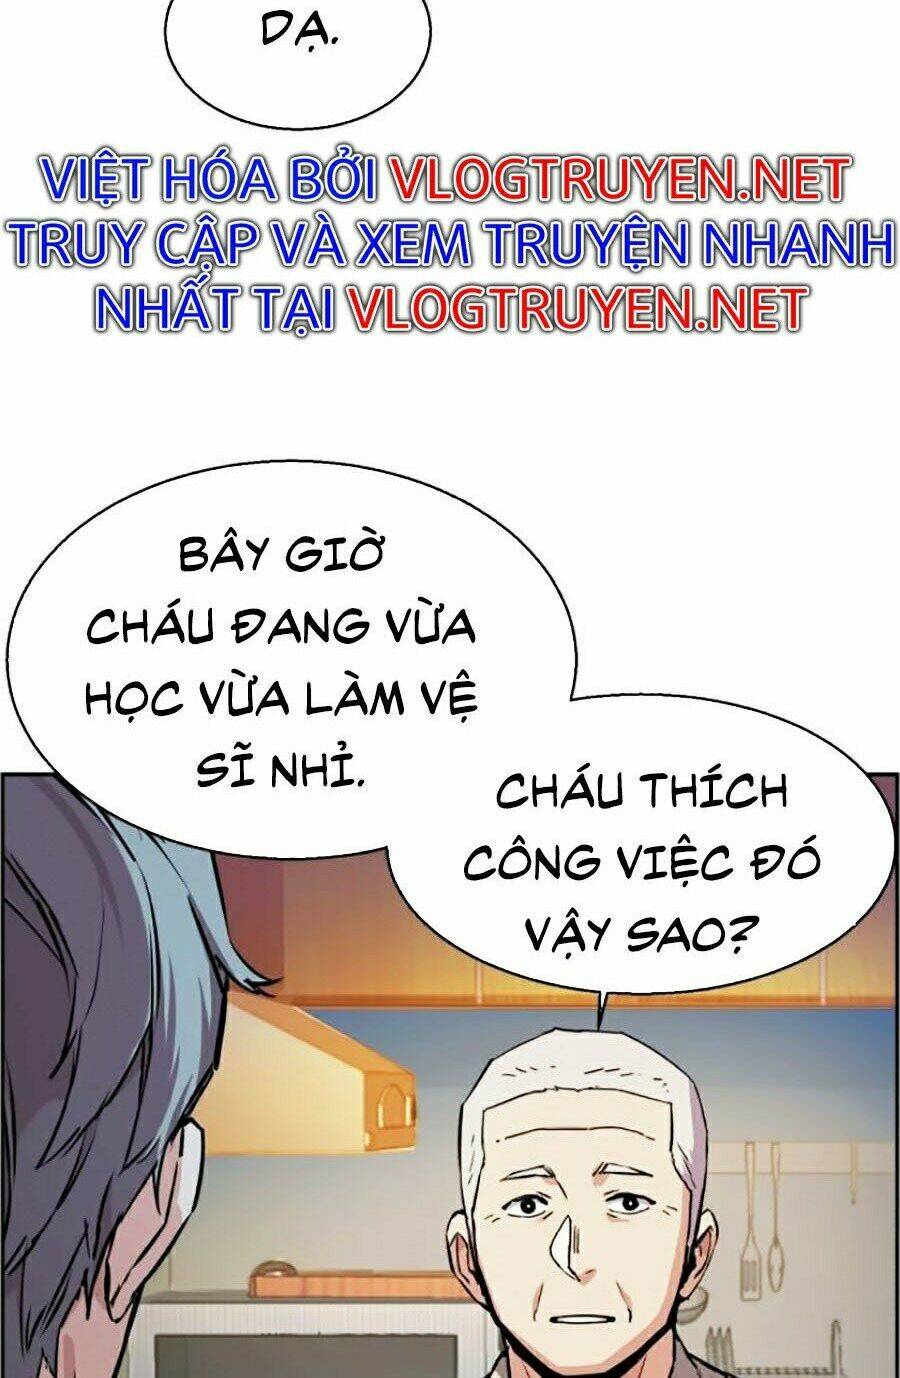 DẠ.
VIỆT HÓA BỞI VLOGTRUYEN.NET
TRUY CẬP VÀ XEM TRUYỆN NHANH
NHẤT TẠI VLOGTRUYEN.NET
BÂY GIỜ
CHÁU ĐANG VỪA
HỌC VỪA LÀM VỆ
SĨ NHỈ.
CHÁU THÍCH
CÔNG VIỆC ĐÓ
VẬY SAO?